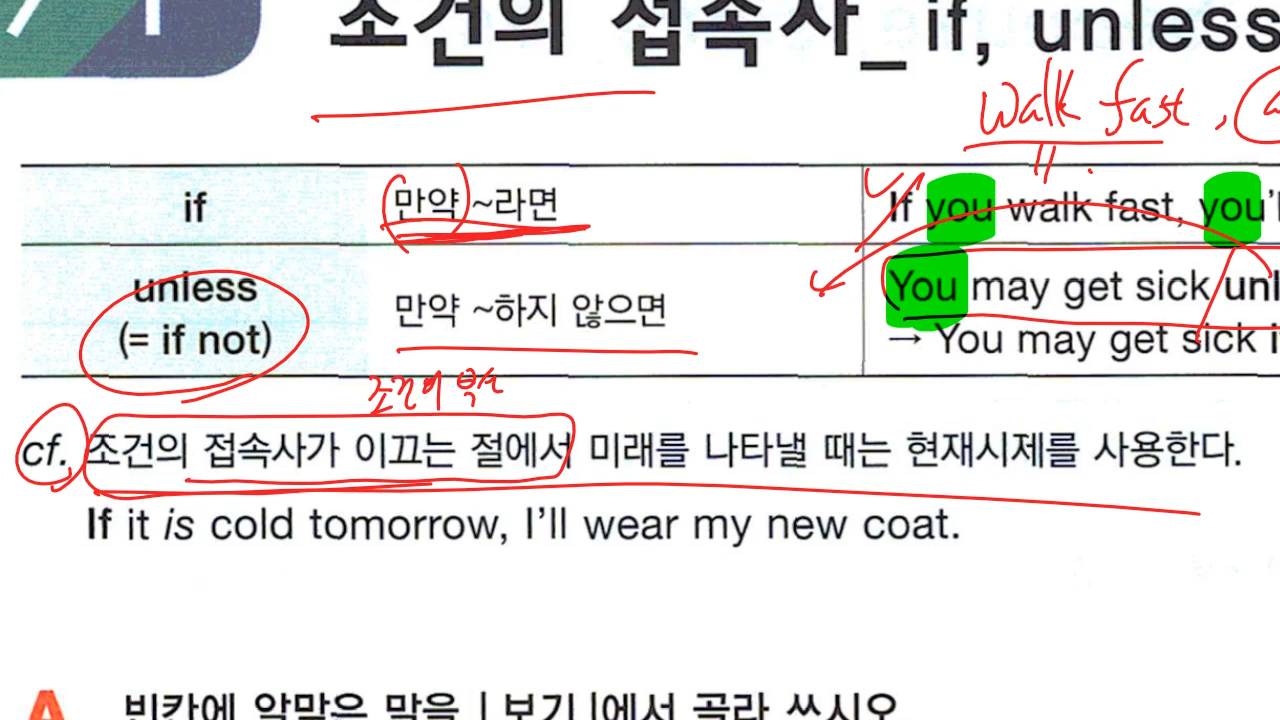 조건의 접속사_if, unless
walk fast,
if 만약 ~라면 If you walk fast, you'l
unless
(= if not) 만약 ~하지 않으면 You may get sick unl
→ You may get sick i
조건의 부사
cf. 조건의 접속사가 이끄는 절에서 미래를 나타낼 때는 현재시제를 사용한다.
If it is cold tomorrow, I'll wear my new coat.
A 빈칸에 알맞은 말을 | 보기 |에서 골라 쓰시오.